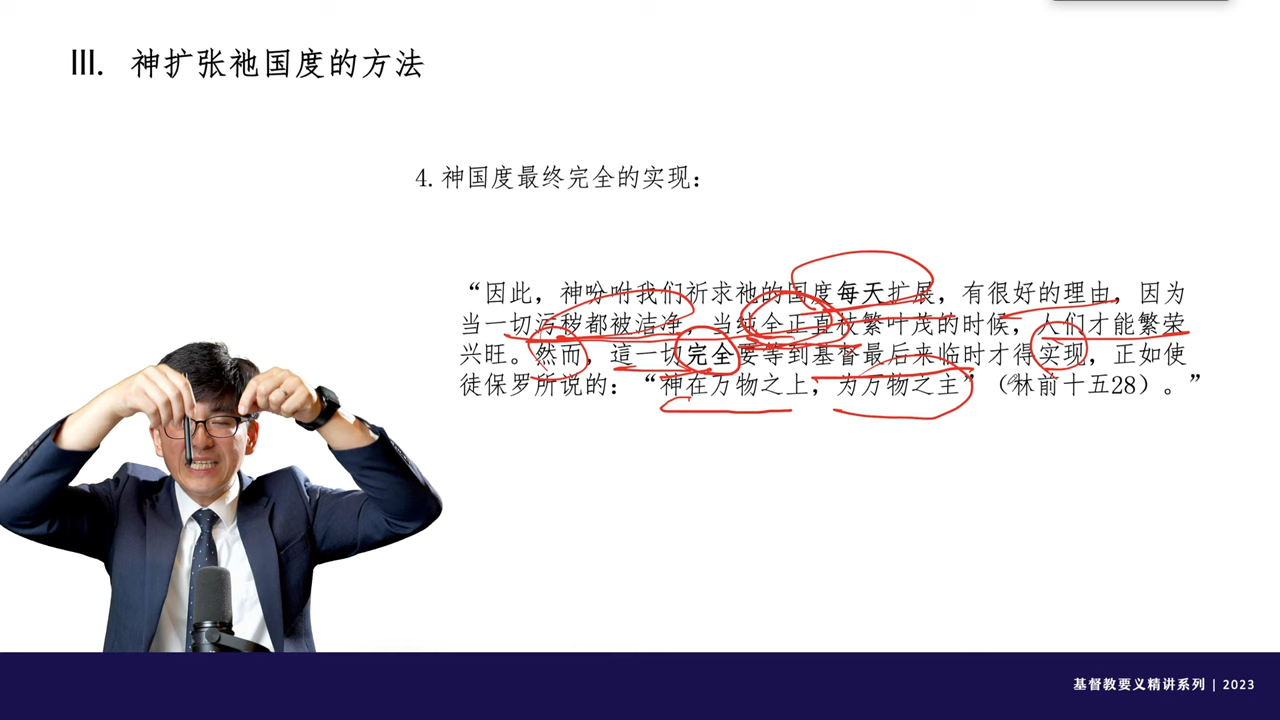 III. 神扩张祂国度的方法
4.神国度最终完全的实现：
“因此，神吩咐我们祈求祂的国度每天扩展，有很好的理由，因为
当一切污秽都被洁净，当纯全正直枝繁叶茂的时候，人们才能繁荣
兴旺。然而，這一切完全要等到基督最后来临时才得实现，正如使
徒保罗所说的：“神在万物之上，为万物之主”（林前十五28）。”
基督教要义精讲系列 | 2023